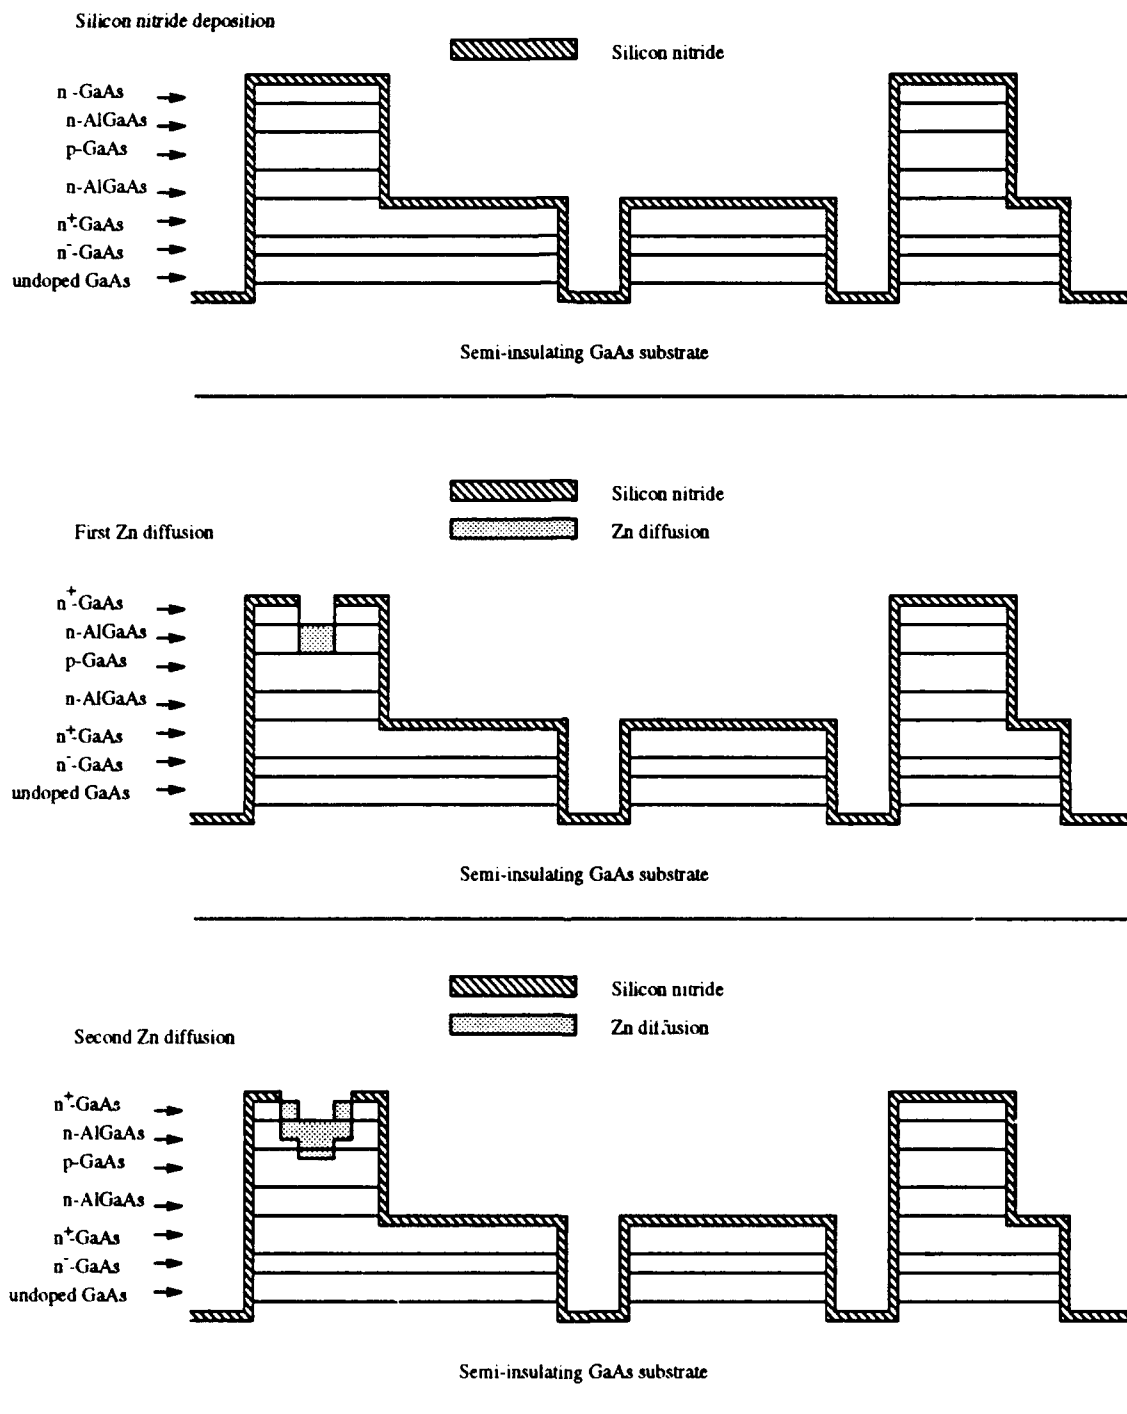 Silicon nitride deposition
Silicon nitride
n -GaAs
n-AlGaAs
p-GaAs
n-AlGaAs
n⁺-GaAs
n⁻-GaAs
undoped GaAs
Semi-insulating GaAs substrate
Silicon nitride
First Zn diffusion
Zn diffusion
n⁺-GaAs
n-AlGaAs
p-GaAs
n-AlGaAs
n⁺-GaAs
n⁻-GaAs
undoped GaAs
Semi-insulating GaAs substrate
Silicon nitride
Zn diffusion
Second Zn diffusion
n⁺-GaAs
n-AlGaAs
p-GaAs
n-AlGaAs
n⁺-GaAs
n⁻-GaAs
undoped GaAs
Semi-insulating GaAs substrate